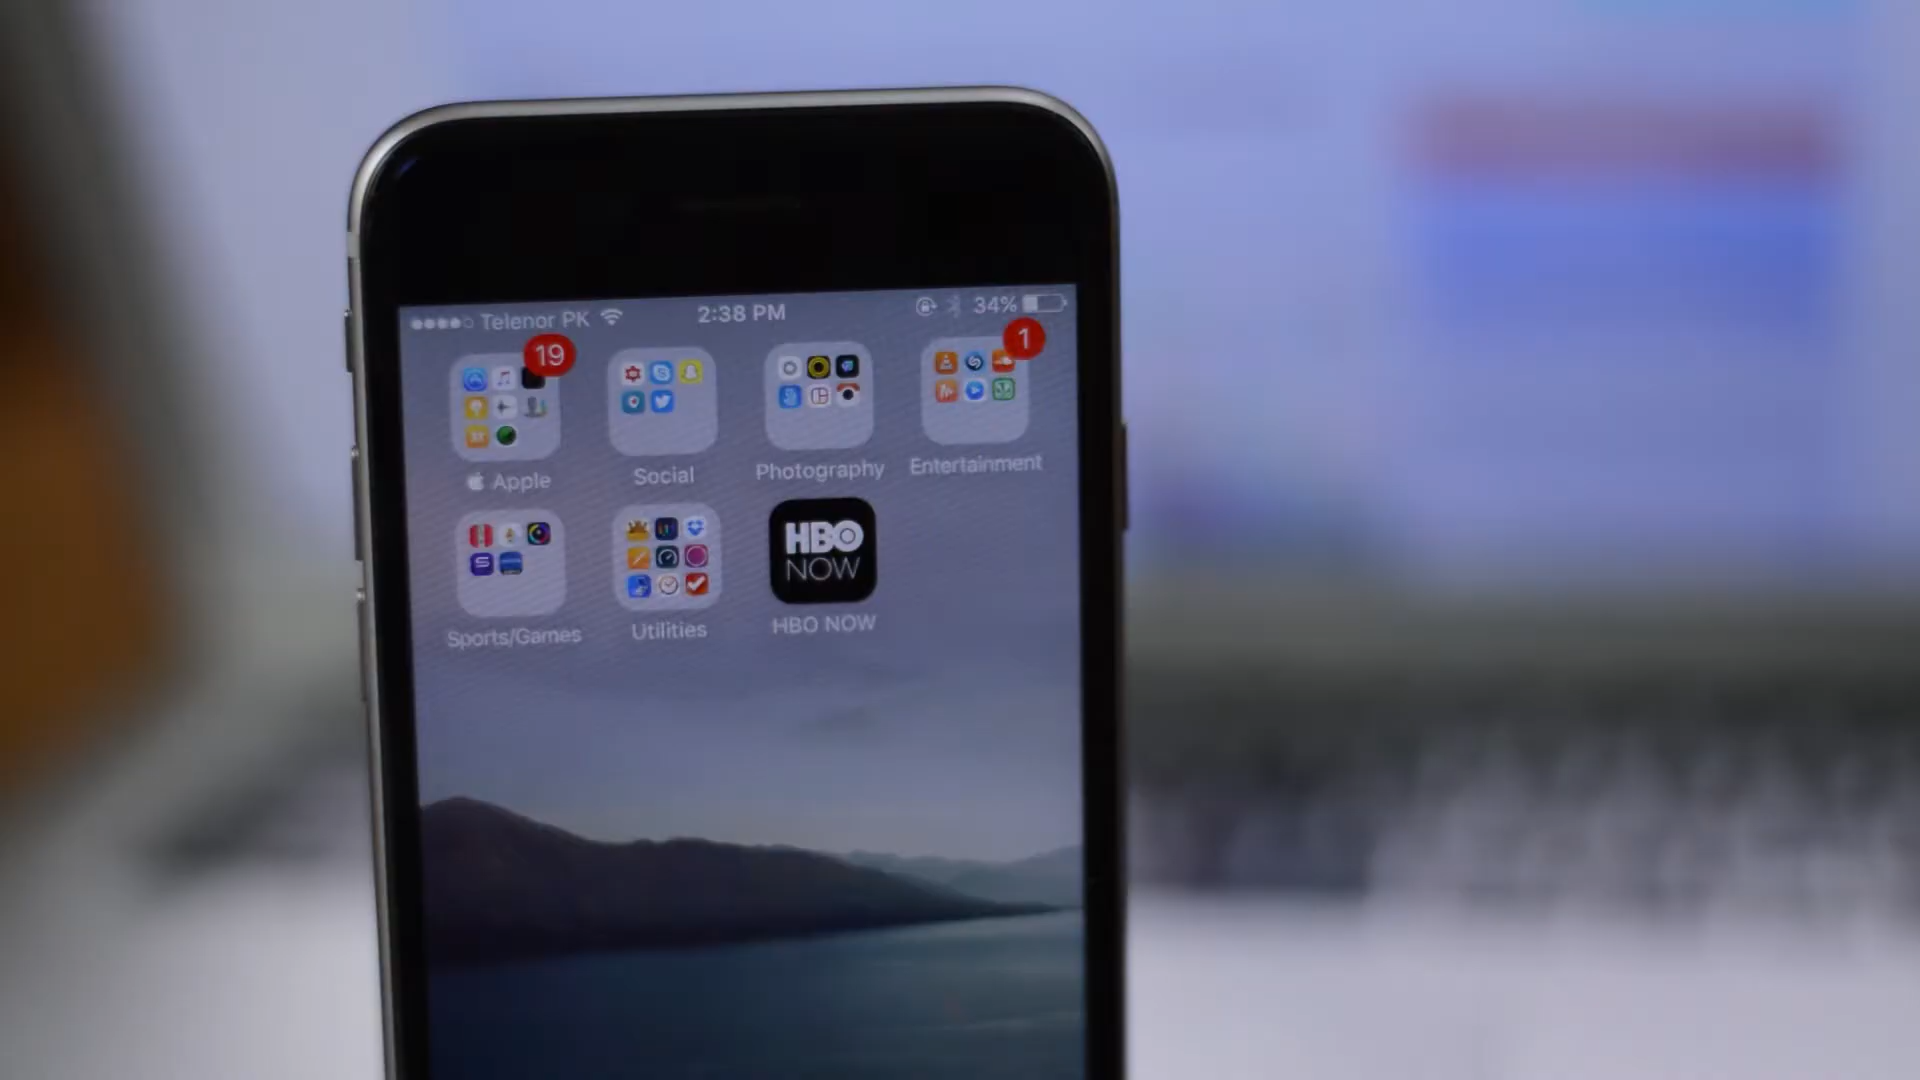 Telenor PK 2:38 PM 34%
19 1
Apple Social Photography Entertainment
HBO
NOW
Sports/Games Utilities HBO NOW